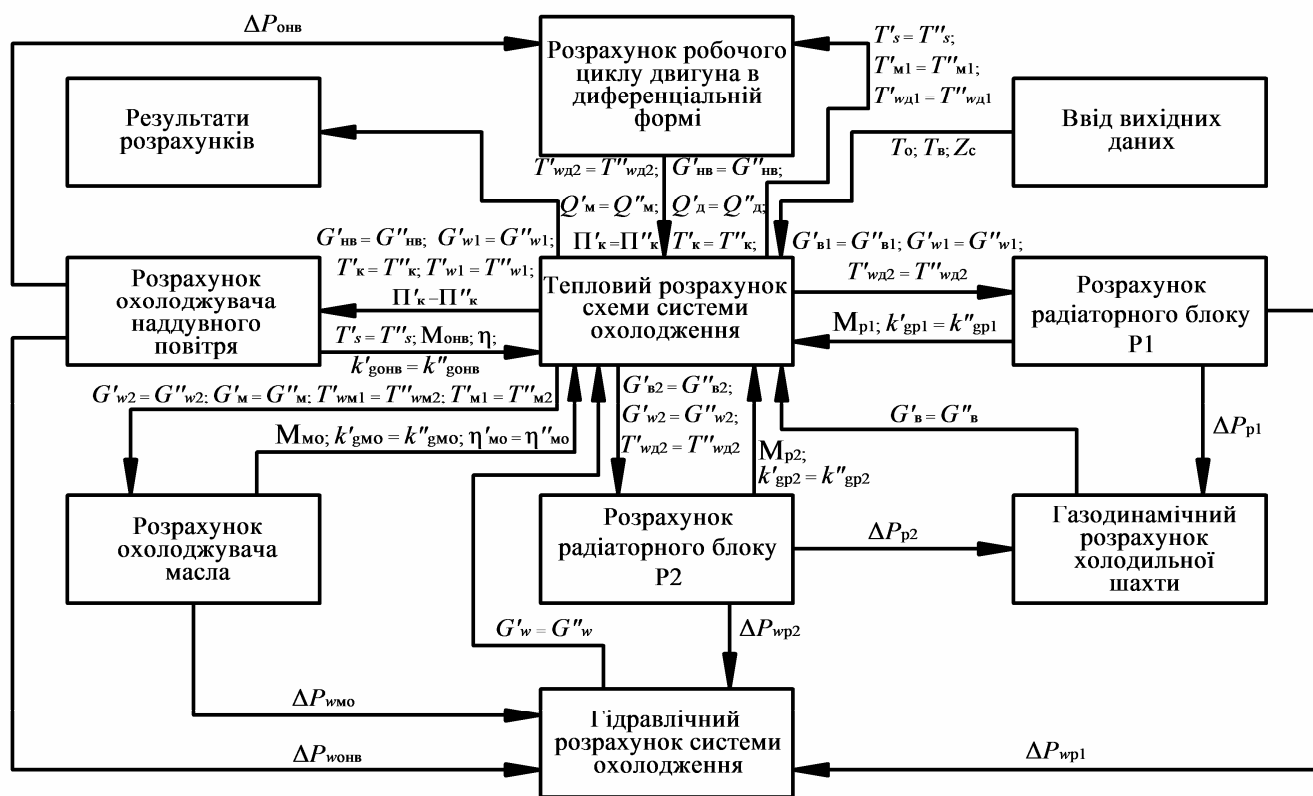 ΔPонв
Розрахунок робочого
циклу двигуна в
диференціальній
формі
T′s = T″s;
T′м1 = T″м1;
T′wд1 – T″wд1
Результати
розрахунків
Ввід вихідних
даних
Tо; Tв; Zс
T′wд2 = T″wд2;
G′нв = G″нв;
Q′м = Q″м;
Q′д = Q″д;
П′к = П″к
T′к = T″к;
G′нв = G″нв; G′w1 = G″w1;
T′к = T″к; T′w1 = T″w1;
П′к – П″к
G′в1 = G″в1; G′w1 = G″w1;
T′wд2 = T″wд2
Розрахунок
охолоджувача
наддувного
повітря
Тепловий розрахунок
схеми системи
охолодження
Розрахунок
радіаторного блоку
Р1
Mр1; k′gр1 = k″gр1
T′s = T″s; Mонв; η;
k′gонв = k″gонв
G′w2 = G″w2; G′м = G″м; T′wм1 = T″wм2; T′м1 = T″м2
Mмо; k′gмо = k″gмо; η′мо = η″мо
G′в2 = G″в2;
G′w2 = G″w2;
T′wд2 = T″wд2
Mр2;
k′gр2 = k″gр2
G′в = G″в
ΔPр1
Розрахунок
охолоджувача
масла
Розрахунок
радіаторного блоку
Р2
ΔPр2
Газодинамічний
розрахунок
холодильної
шахти
G′w = G″w
ΔPwр2
ΔPwмо
Гідравлічний
розрахунок системи
охолодження
ΔPwонв
ΔPwр1